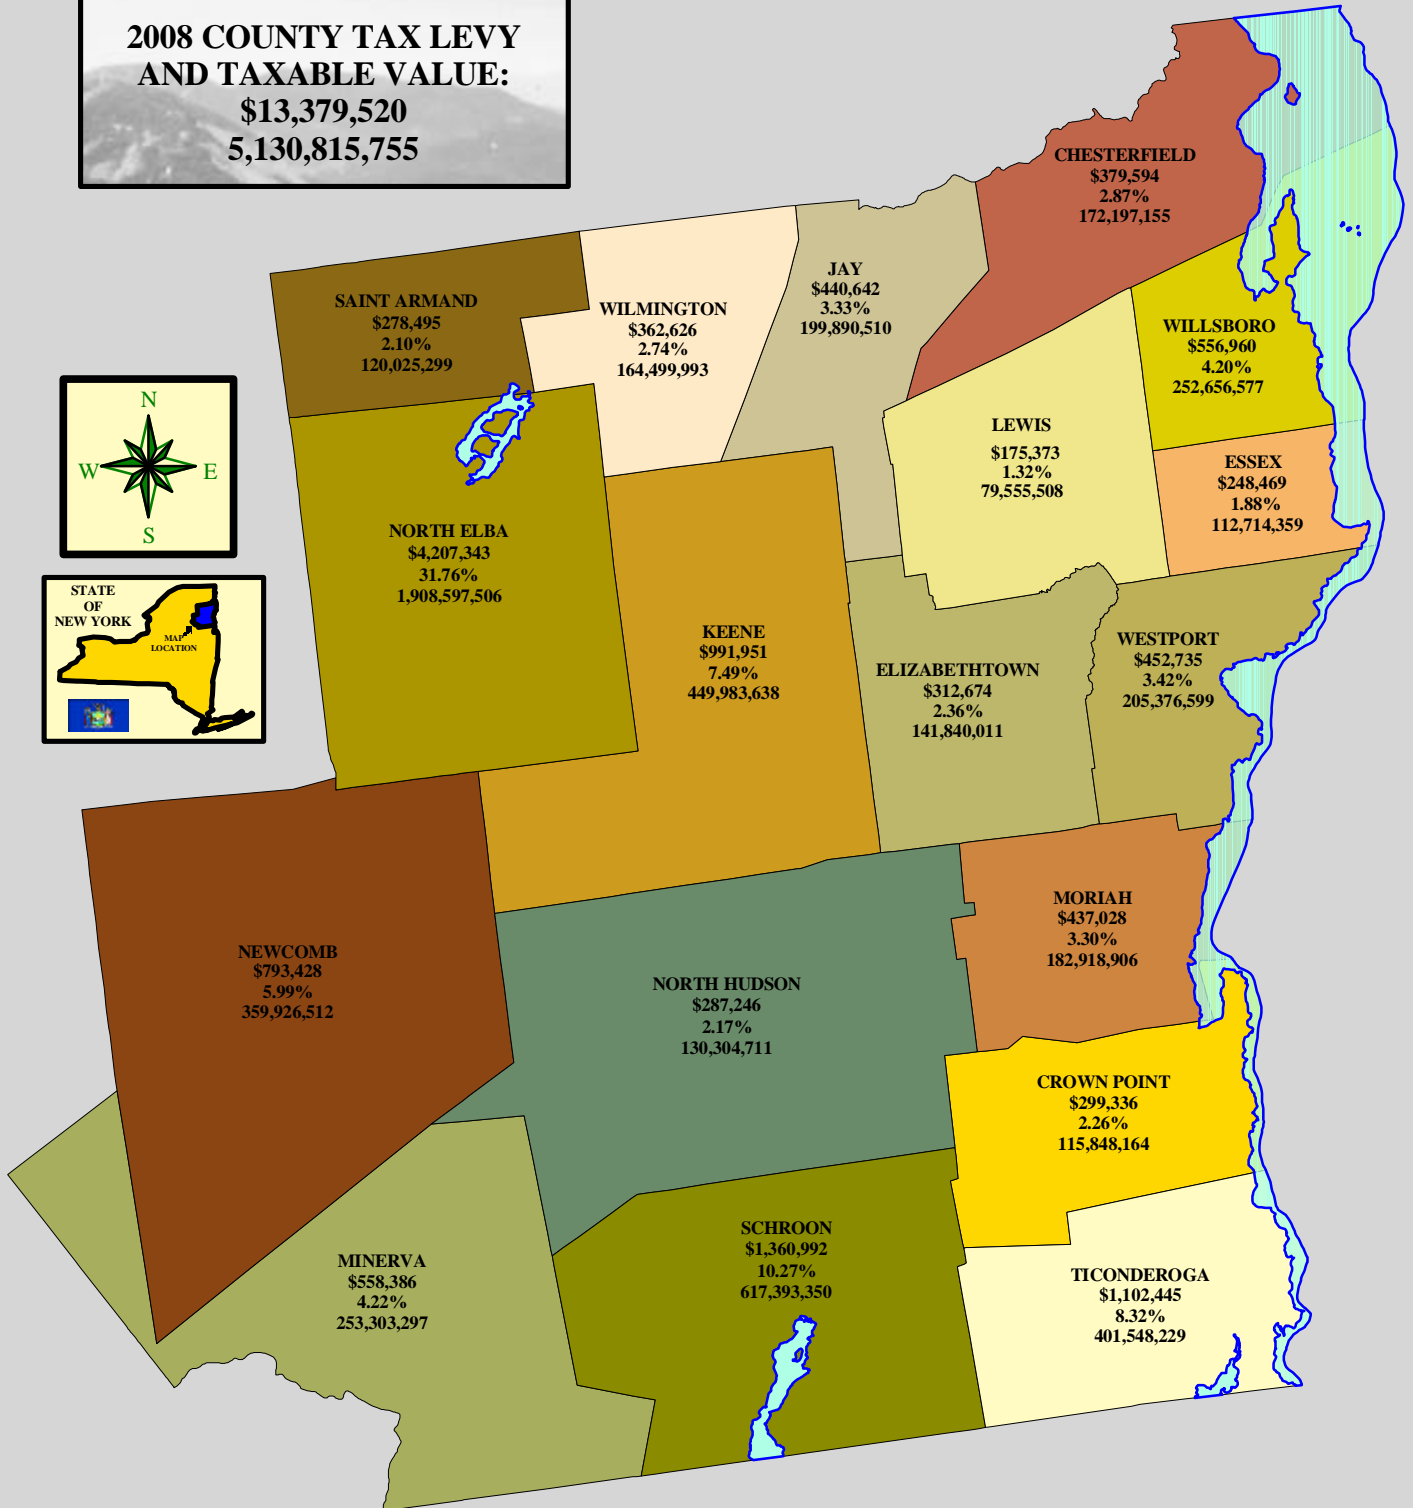 2008 COUNTY TAX LEVY
AND TAXABLE VALUE:
$13,379,520
5,130,815,755
CHESTERFIELD
$379,594
2.87%
172,197,155
JAY
$440,642
3.33%
199,890,510
SAINT ARMAND
$278,495
2.10%
120,025,299
WILMINGTON
$362,626
2.74%
164,499,993
WILLSBORO
$556,960
4.20%
252,656,577
N
W
E
S
LEWIS
$175,373
1.32%
79,555,508
ESSEX
$248,469
1.88%
112,714,359
NORTH ELBA
$4,207,343
31.76%
1,908,597,506
STATE
OF
NEW YORK
MAP
LOCATION
KEENE
$991,951
7.49%
449,983,638
ELIZABETHTOWN
$312,674
2.36%
141,840,011
WESTPORT
$452,735
3.42%
205,376,599
MORIAH
$437,028
3.30%
182,918,906
NEWCOMB
$793,428
5.99%
359,926,512
NORTH HUDSON
$287,246
2.17%
130,304,711
CROWN POINT
$299,336
2.26%
115,848,164
SCHROON
$1,360,992
10.27%
617,393,350
MINERVA
$558,386
4.22%
253,303,297
TICONDEROGA
$1,102,445
8.32%
401,548,229